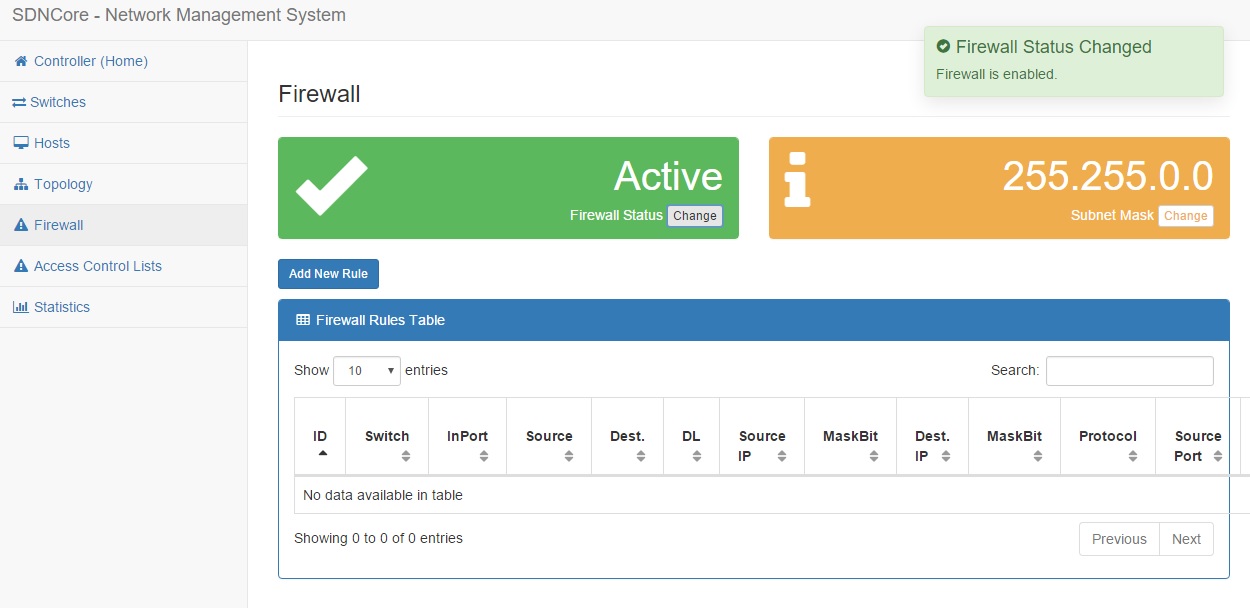 SDNCore - Network Management System
Firewall Status Changed
Firewall is enabled.
Controller (Home)
Switches
Hosts
Topology
Firewall
Access Control Lists
Statistics
Firewall
Active
Firewall Status Change
255.255.0.0
Subnet Mask Change
Add New Rule
Firewall Rules Table
Show 10 entries Search:
ID Switch InPort Source Dest. DL Source IP MaskBit Dest. IP MaskBit Protocol Source Port
No data available in table
Showing 0 to 0 of 0 entries
Previous Next